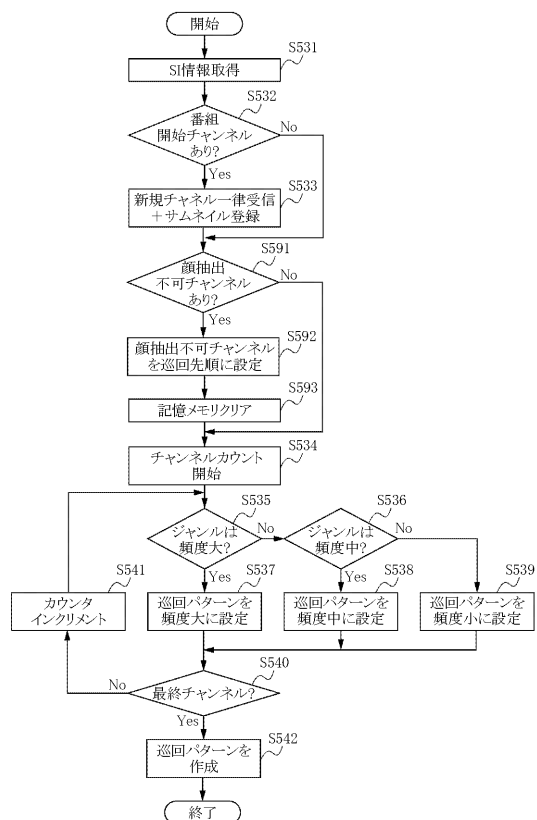 開始
S531
SI情報取得
S532
番組
開始チャンネル
あり?
No
Yes
S533
新規チャネル一律受信
+サムネイル登録
S591
顔抽出
不可チャンネル
あり?
No
Yes
S592
顔抽出不可チャンネル
を巡回先順に設定
S593
記憶メモリクリア
S534
チャンネルカウント
開始
S535
ジャンルは
頻度大?
No
Yes
S536
ジャンルは
頻度中?
No
Yes
S541
カウンタ
インクリメント
S537
巡回パターンを
頻度大に設定
S538
巡回パターンを
頻度中に設定
S539
巡回パターンを
頻度小に設定
S540
最終チャンネル?
No
Yes
S542
巡回パターンを
作成
終了